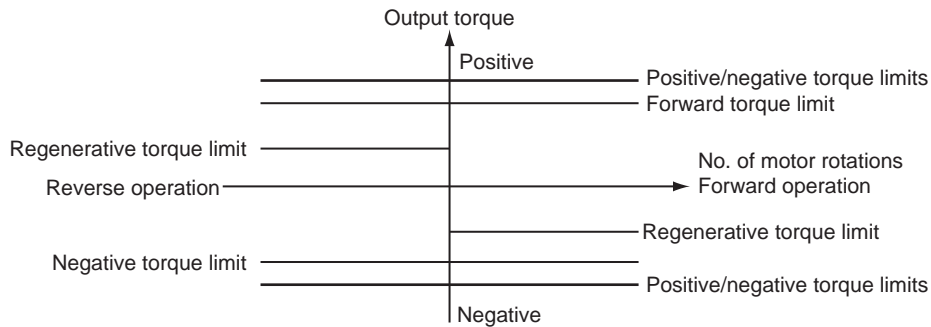 Output torque
Positive
Positive/negative torque limits
Forward torque limit
Regenerative torque limit
No. of motor rotations
Reverse operation
Forward operation
Regenerative torque limit
Negative torque limit
Positive/negative torque limits
Negative